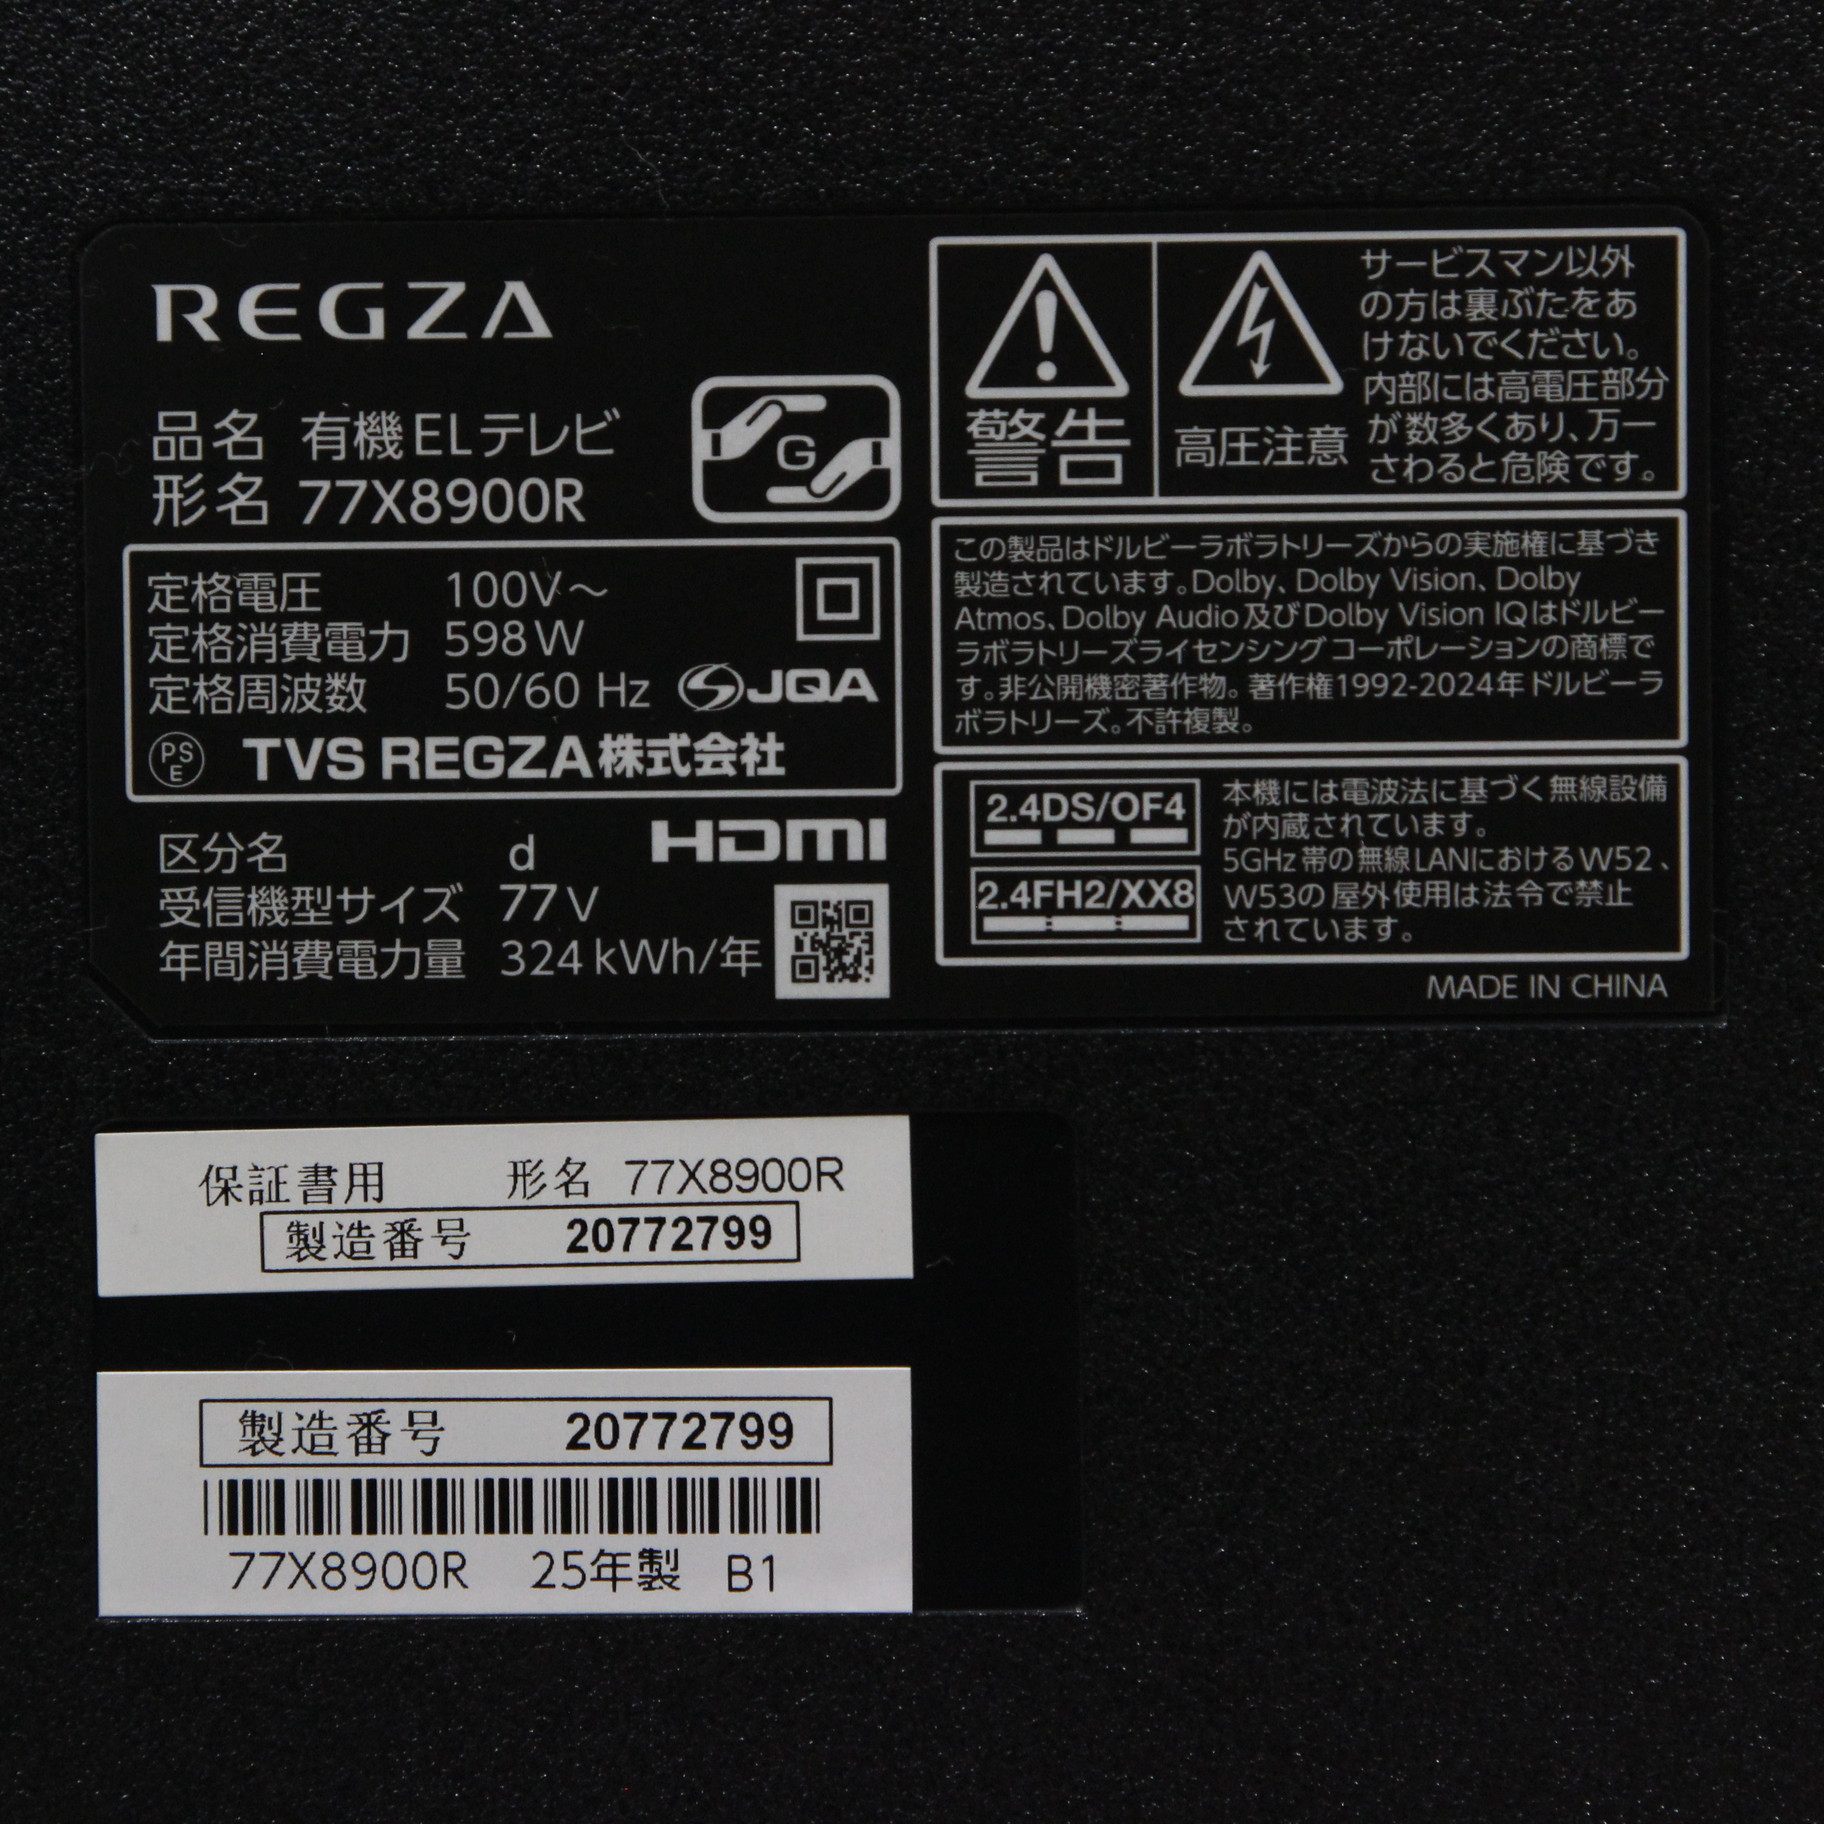 REGZA
品名 有機ELテレビ
形名 77X8900R
G
定格電圧 100V～
定格消費電力 598W
定格周波数 50/60 Hz
JQA
PS
E
TVS REGZA株式会社
区分名 d
HDMI
受信機型サイズ 77V
年間消費電力量 324kWh/年
警告
高圧注意
サービスマン以外
の方は裏ぶたをあ
けないでください。
内部には高電圧部分
が数多くあり、万一
さわると危険です。
この製品はドルビーラボラトリーズからの実施権に基づき
製造されています。Dolby、Dolby Vision、Dolby
Atmos、Dolby Audio及びDolby Vision IQはドルビー
ラボラトリーズライセンシングコーポレーションの商標で
す。非公開機密著作物。著作権1992-2024年ドルビーラ
ボラトリーズ。不許複製。
2.4DS/OF4
2.4FH2/XX8
本機には電波法に基づく無線設備
が内蔵されています。
5GHz帯の無線LANにおけるW52、
W53の屋外使用は法令で禁止
されています。
MADE IN CHINA
保証書用 形名 77X8900R
製造番号 20772799
製造番号 20772799
77X8900R 25年製 B1